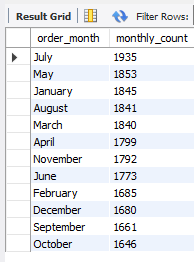 Result Grid Filter Rows:
order_month monthly_count
July 1935
May 1853
January 1845
August 1841
March 1840
April 1799
November 1792
June 1773
February 1685
December 1680
September 1661
October 1646